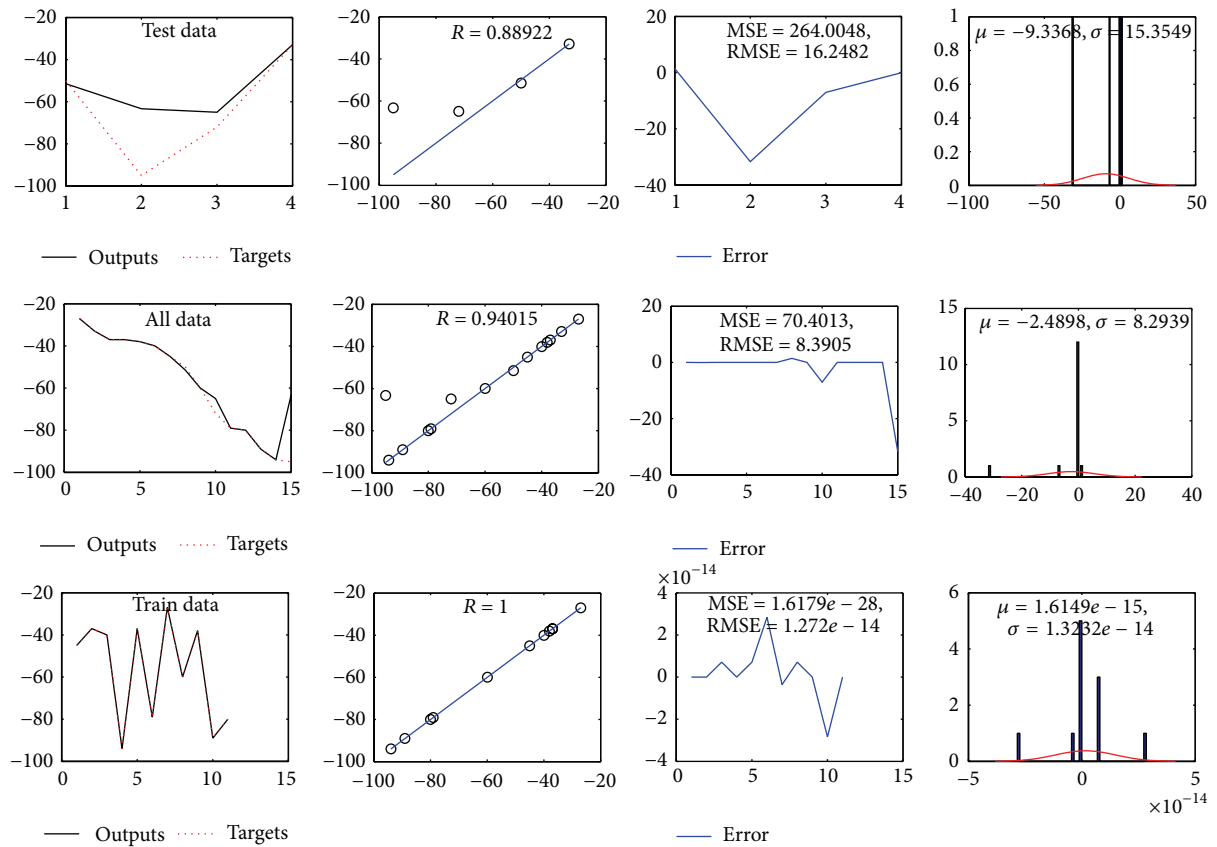 Test data
−20
−40
−60
−80
−100
1 2 3 4
R = 0.88922
−20
−40
−60
−80
−100
−100 −80 −60 −40 −20
MSE = 264.0048,
RMSE = 16.2482
20
0
−20
−40
1 2 3 4
μ = −9.3368, σ = 15.3549
1
0.8
0.6
0.4
0.2
0
−100 −50 0 50
Outputs Targets
Error
All data
−20
−40
−60
−80
−100
0 5 10 15
R = 0.94015
−20
−40
−60
−80
−100
−100 −80 −60 −40 −20
MSE = 70.4013,
RMSE = 8.3905
20
0
−20
−40
0 5 10 15
μ = −2.4898, σ = 8.2939
15
10
5
0
−40 −20 0 20 40
Outputs Targets
Error
Train data
−20
−40
−60
−80
−100
0 5 10 15
R = 1
−20
−40
−60
−80
−100
−100 −80 −60 −40 −20
×10−14
MSE = 1.6179e − 28,
RMSE = 1.272e − 14
4
2
0
−2
−4
0 5 10 15
μ = 1.6149e − 15,
σ = 1.3232e − 14
6
4
2
0
−5 0 5
×10−14
Outputs Targets
Error